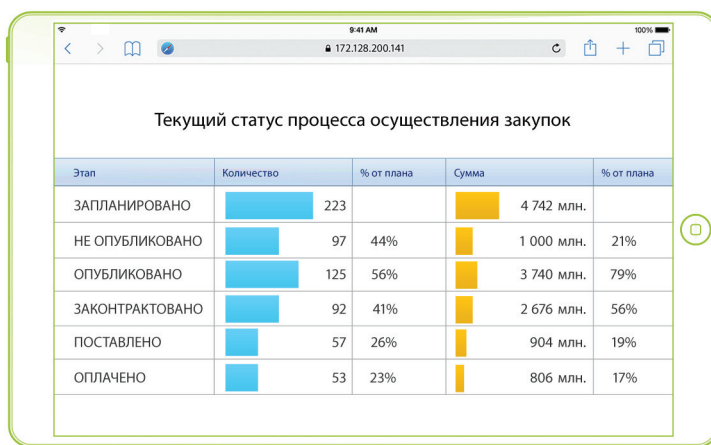 9:41 AM 100%
172.128.200.141
Текущий статус процесса осуществления закупок
Этап Количество % от плана Сумма % от плана
ЗАПЛАНИРОВАНО 223 4 742 млн.
НЕ ОПУБЛИКОВАНО 97 44% 1 000 млн. 21%
ОПУБЛИКОВАНО 125 56% 3 740 млн. 79%
ЗАКОНТРАКТОВАНО 92 41% 2 676 млн. 56%
ПОСТАВЛЕНО 57 26% 904 млн. 19%
ОПЛАЧЕНО 53 23% 806 млн. 17%